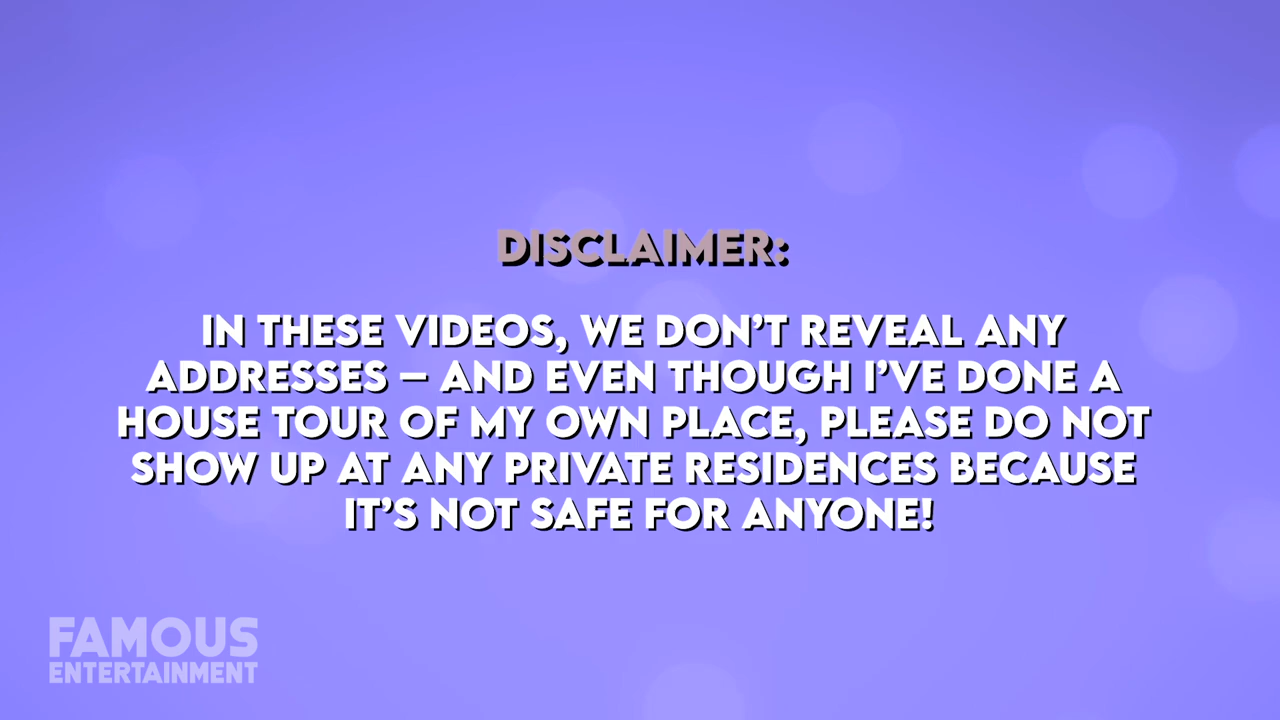 DISCLAIMER:
IN THESE VIDEOS, WE DON’T REVEAL ANY
ADDRESSES – AND EVEN THOUGH I’VE DONE A
HOUSE TOUR OF MY OWN PLACE, PLEASE DO NOT
SHOW UP AT ANY PRIVATE RESIDENCES BECAUSE
IT’S NOT SAFE FOR ANYONE!
FAMOUS
ENTERTAINMENT